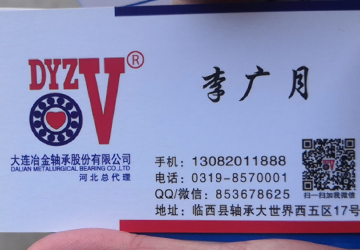 DYZV®
李广月
大连冶金轴承股份有限公司
DALIAN METALLURGICAL BEARING CO.,LTD
河北总代理
手机：13082011888
电话：0319-8570001
QQ/微信：853678625
地址：临西县轴承大世界西五区17号
扫一扫加我微信